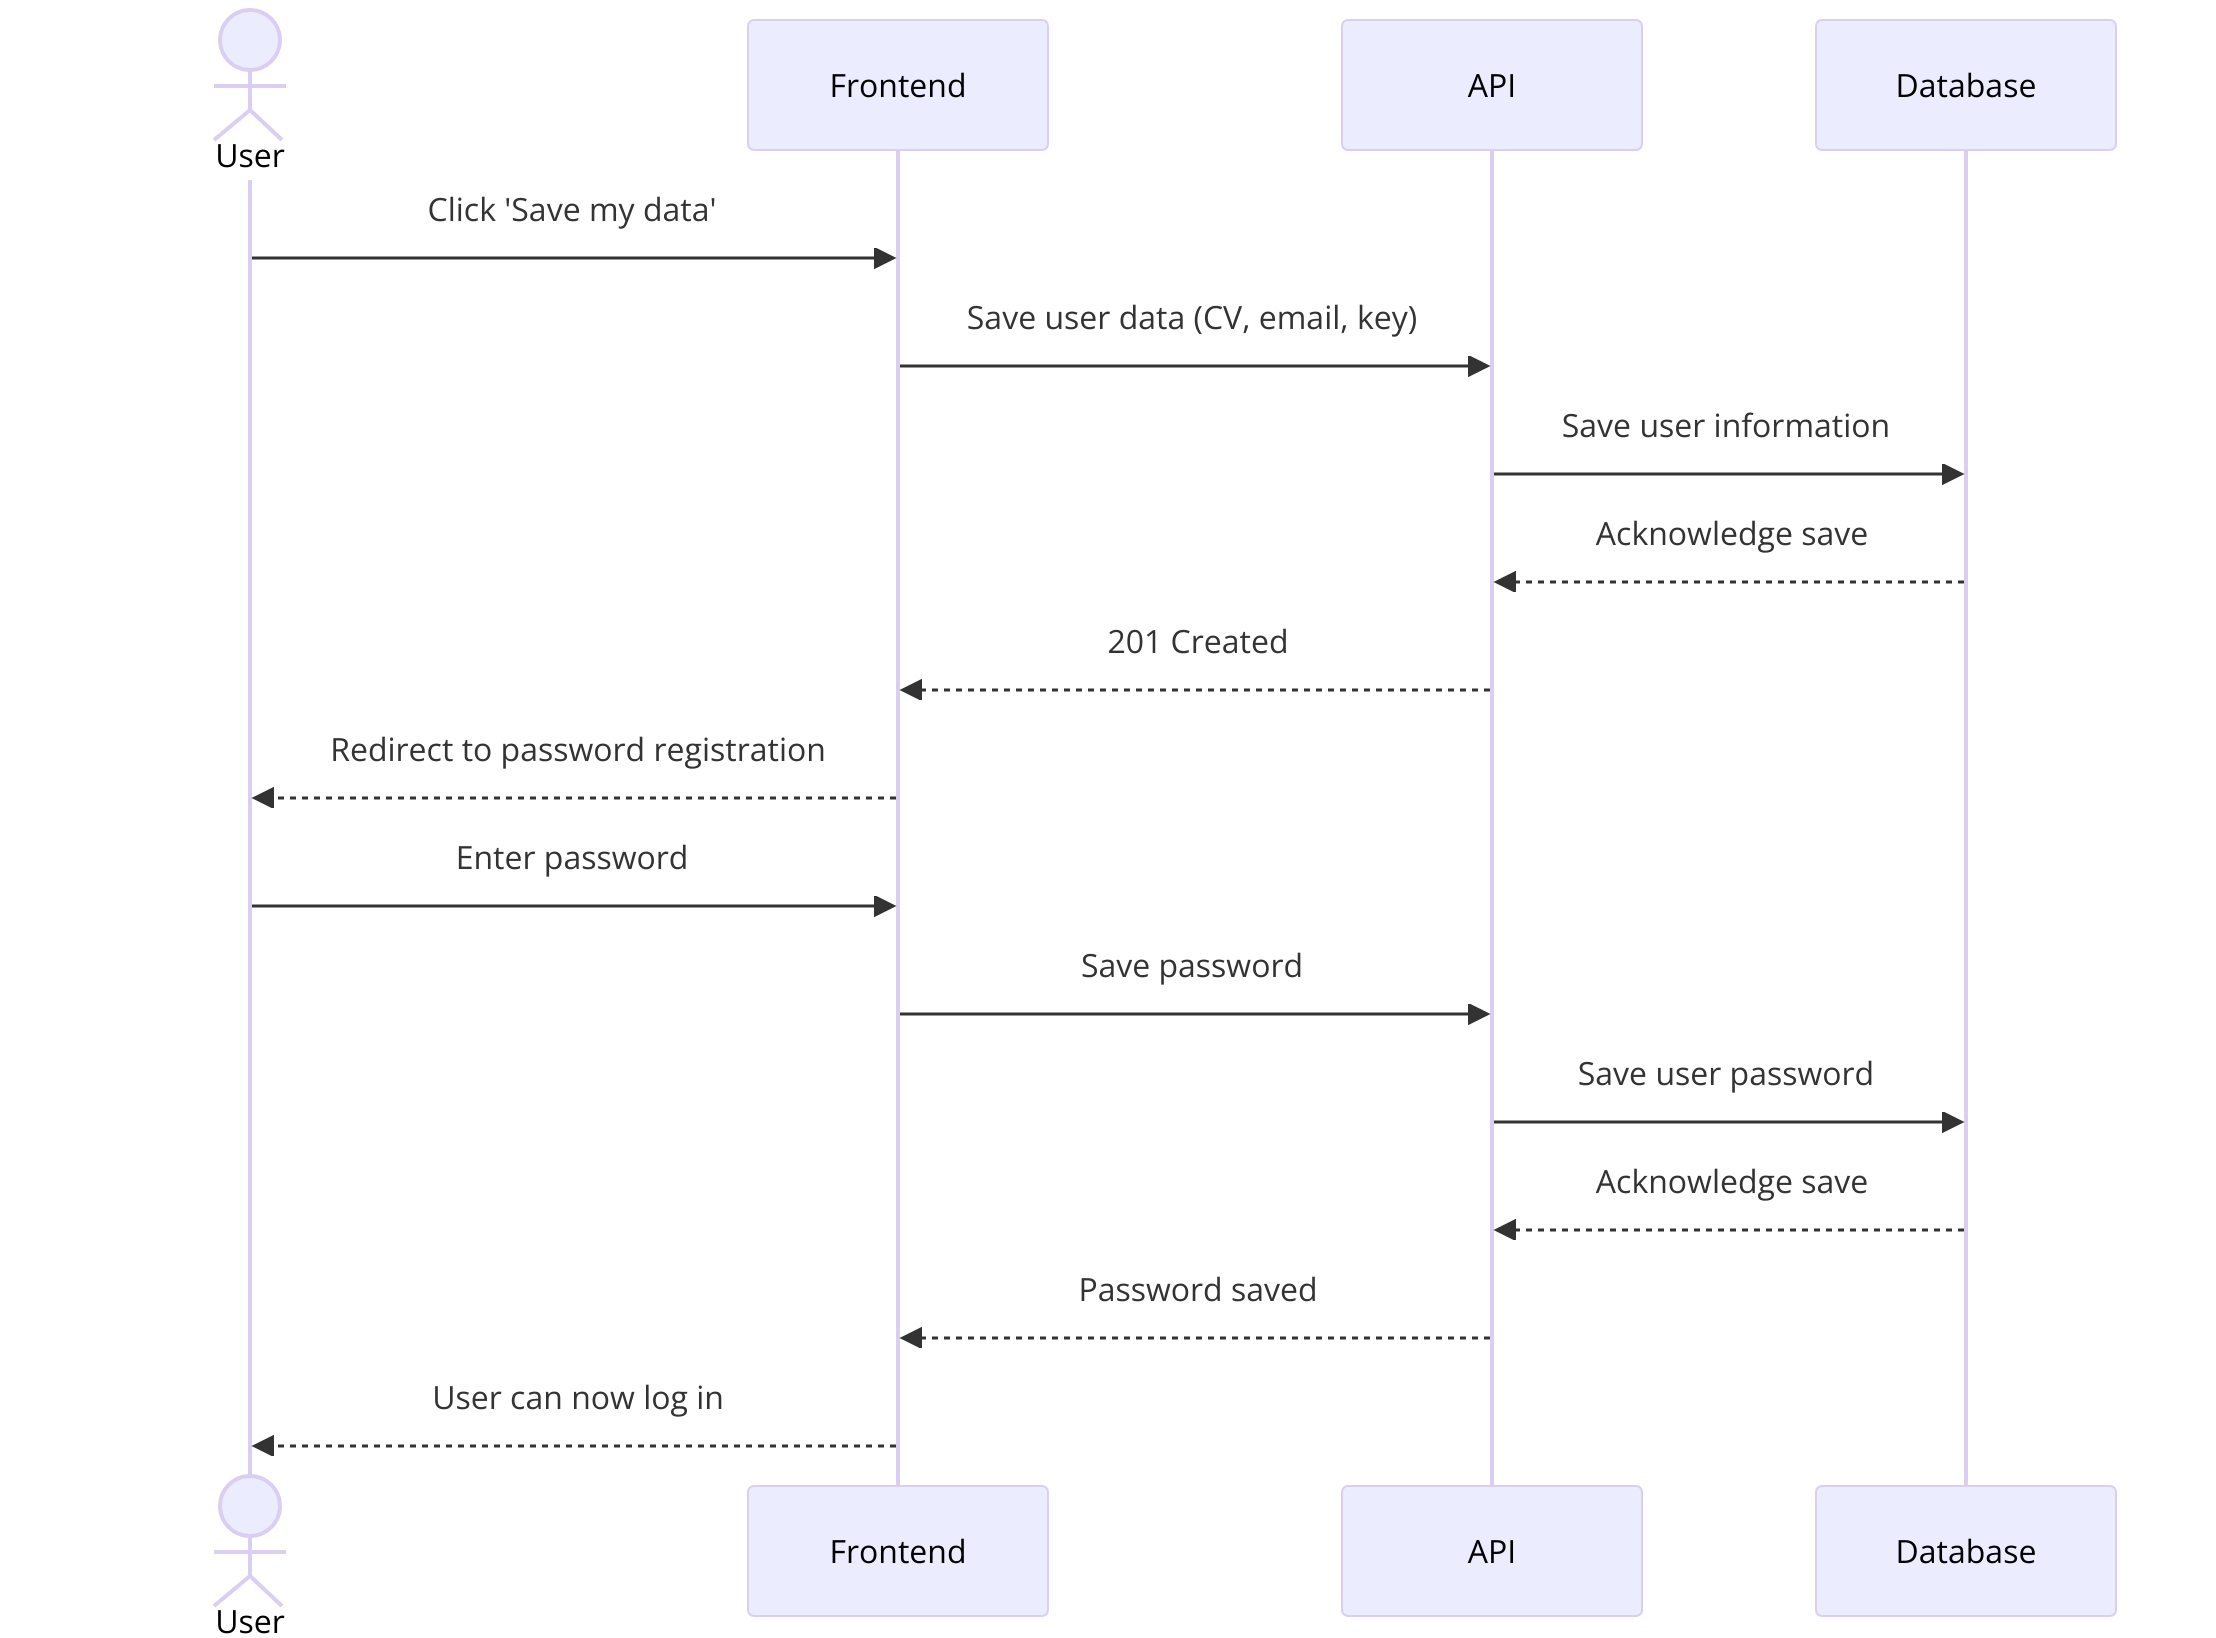 User
Frontend
API
Database
Click 'Save my data'
Save user data (CV, email, key)
Save user information
Acknowledge save
201 Created
Redirect to password registration
Enter password
Save password
Save user password
Acknowledge save
Password saved
User can now log in
User
Frontend
API
Database